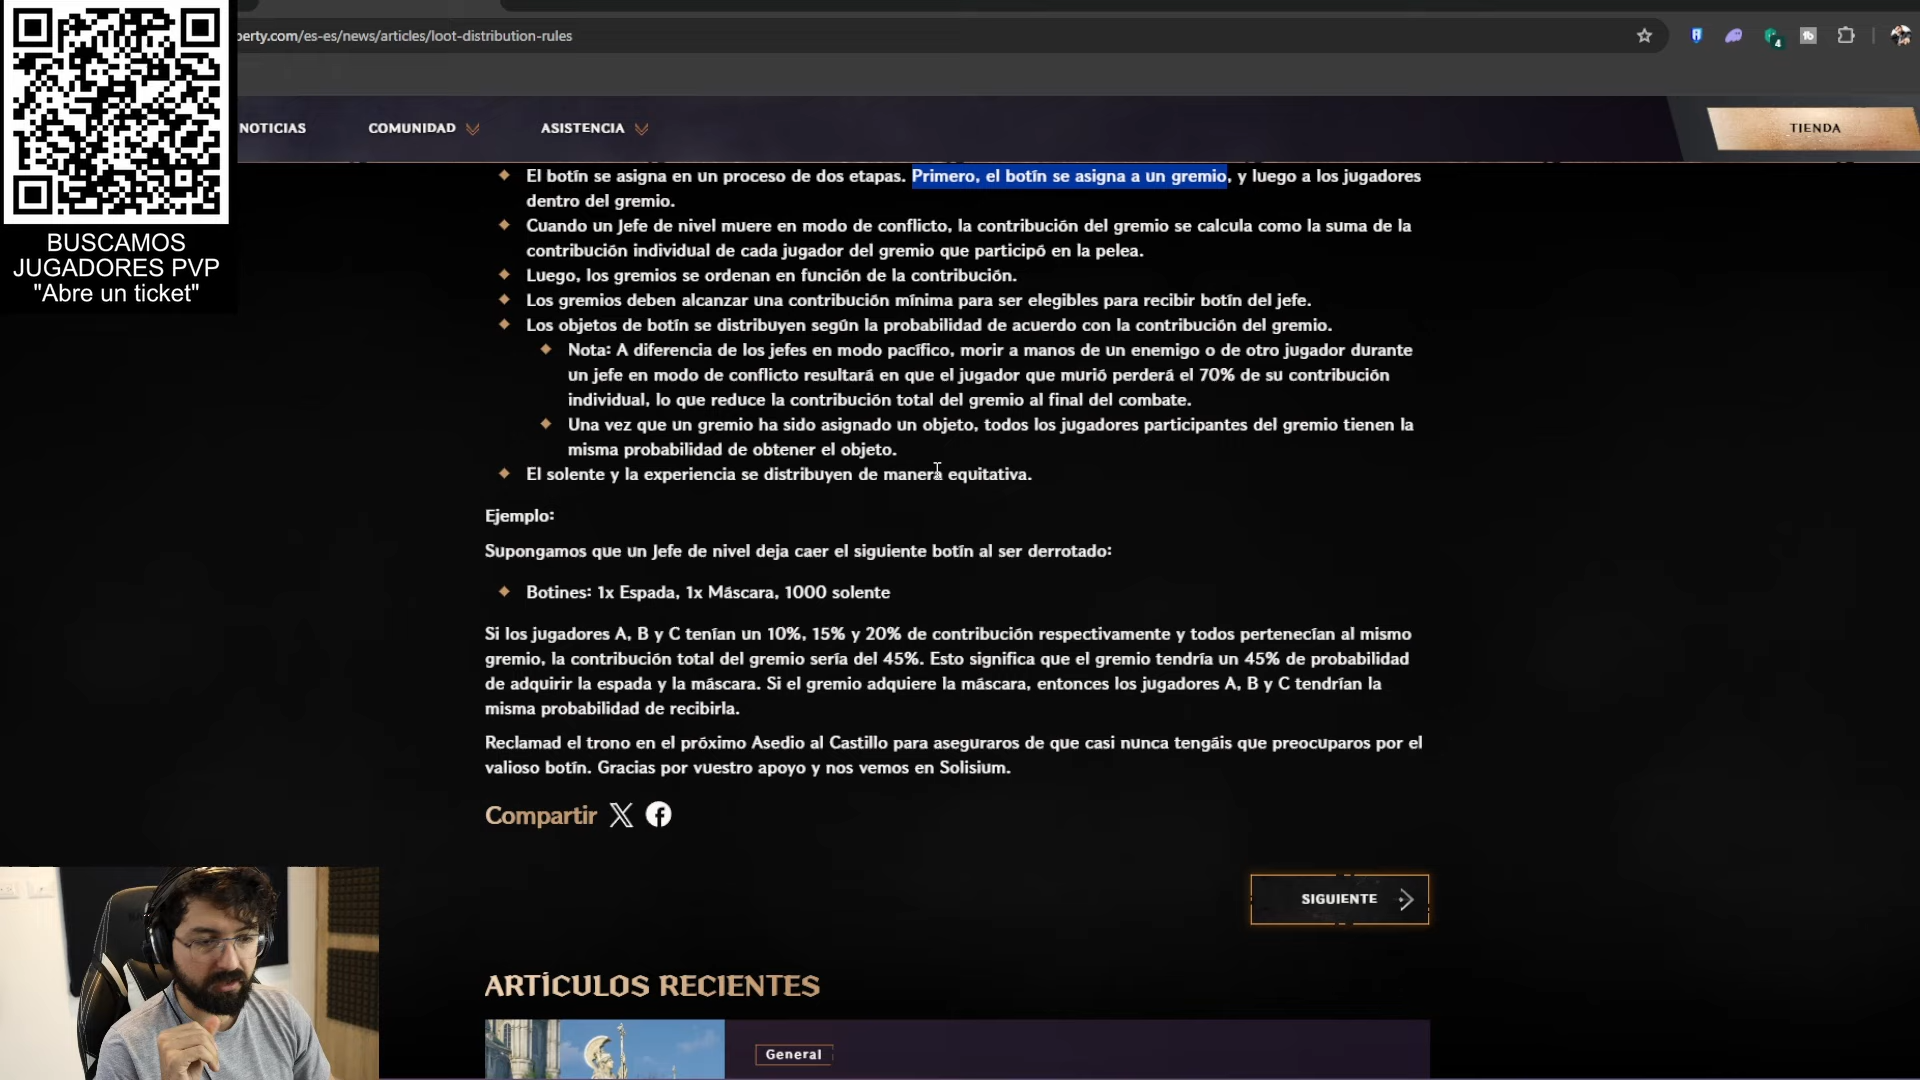 perty.com/es-es/news/articles/loot-distribution-rules
4
NOTICIAS
COMUNIDAD
ASISTENCIA
TIENDA
El botín se asigna en un proceso de dos etapas. Primero, el botín se asigna a un gremio, y luego a los jugadores
dentro del gremio.
Cuando un Jefe de nivel muere en modo de conflicto, la contribución del gremio se calcula como la suma de la
contribución individual de cada jugador del gremio que participó en la pelea.
Luego, los gremios se ordenan en función de la contribución.
Los gremios deben alcanzar una contribución mínima para ser elegibles para recibir botín del jefe.
Los objetos de botín se distribuyen según la probabilidad de acuerdo con la contribución del gremio.
Nota: A diferencia de los jefes en modo pacífico, morir a manos de un enemigo o de otro jugador durante
un jefe en modo de conflicto resultará en que el jugador que murió perderá el 70% de su contribución
individual, lo que reduce la contribución total del gremio al final del combate.
Una vez que un gremio ha sido asignado un objeto, todos los jugadores participantes del gremio tienen la
misma probabilidad de obtener el objeto.
El solente y la experiencia se distribuyen de manera equitativa.
Ejemplo:
Supongamos que un Jefe de nivel deja caer el siguiente botín al ser derrotado:
Botines: 1x Espada, 1x Máscara, 1000 solente
Si los jugadores A, B y C tenían un 10%, 15% y 20% de contribución respectivamente y todos pertenecían al mismo
gremio, la contribución total del gremio sería del 45%. Esto significa que el gremio tendría un 45% de probabilidad
de adquirir la espada y la máscara. Si el gremio adquiere la máscara, entonces los jugadores A, B y C tendrían la
misma probabilidad de recibirla.
Reclamad el trono en el próximo Asedio al Castillo para aseguraros de que casi nunca tengáis que preocuparos por el
valioso botín. Gracias por vuestro apoyo y nos vemos en Solisium.
Compartir
SIGUIENTE
ARTÍCULOS RECIENTES
General
BUSCAMOS
JUGADORES PVP
"Abre un ticket"